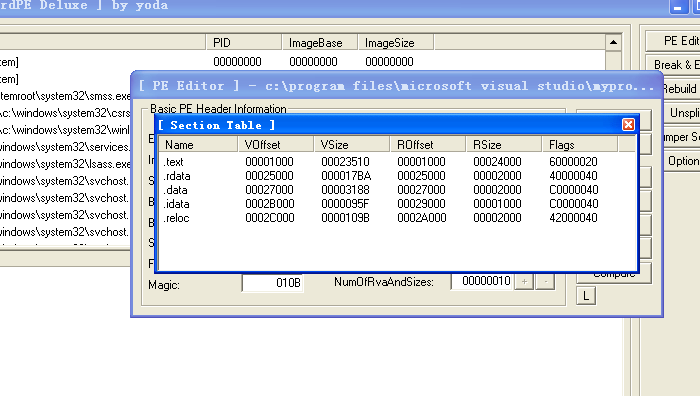 rdPE Deluxe ] by yoda
PID ImageBase ImageSize
PE Edit
tem] 00000000 00000000 00000000
tem]
Break & E
temroot\system32\smss.exe
[ PE Editor ] - c:\program files\microsoft visual studio\mypro...
Rebuild
\c:\windows\system32\csrs
Basic PE Header Information
Unspli
\c:\windows\system32\winl
[ Section Table ]
umper Se
windows\system32\services.
Name VOffset VSize ROffset RSize Flags
windows\system32\lsass.exe
.text 00001000 00023510 00001000 00024000 60000020
Option
windows\system32\svchost.
.rdata 00025000 000017BA 00025000 00002000 40000040
windows\system32\svchost.
.data 00027000 00003188 00027000 00002000 C0000040
windows\system32\svchost.
.idata 0002B000 0000095F 00029000 00001000 C0000040
windows\system32\svchost.
.reloc 0002C000 0000109B 0002A000 00002000 42000040
windows\system32\svchost.
Magic: 010B NumOfRvaAndSizes: 00000010 + -
Compare
L